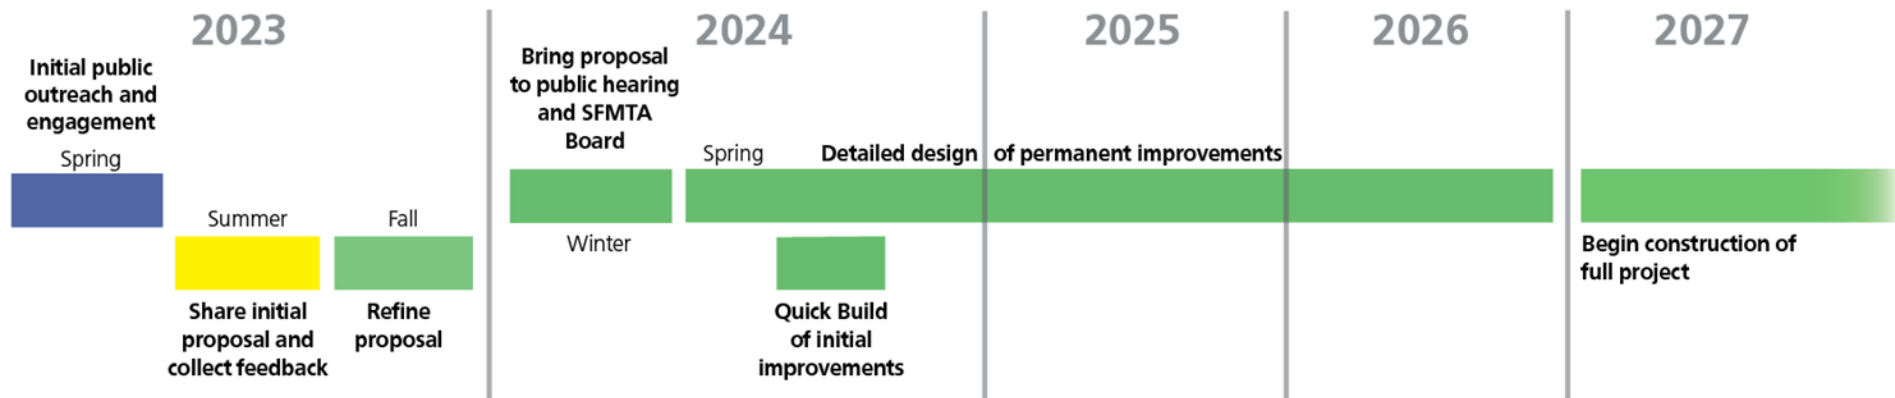 2023
2024
2025
2026
2027
Initial public
outreach and
engagement
Spring
Summer
Share initial
proposal and
collect feedback
Fall
Refine
proposal
Bring proposal
to public hearing
and SFMTA
Board
Winter
Spring
Detailed design of permanent improvements
Quick Build
of initial
improvements
Begin construction of
full project